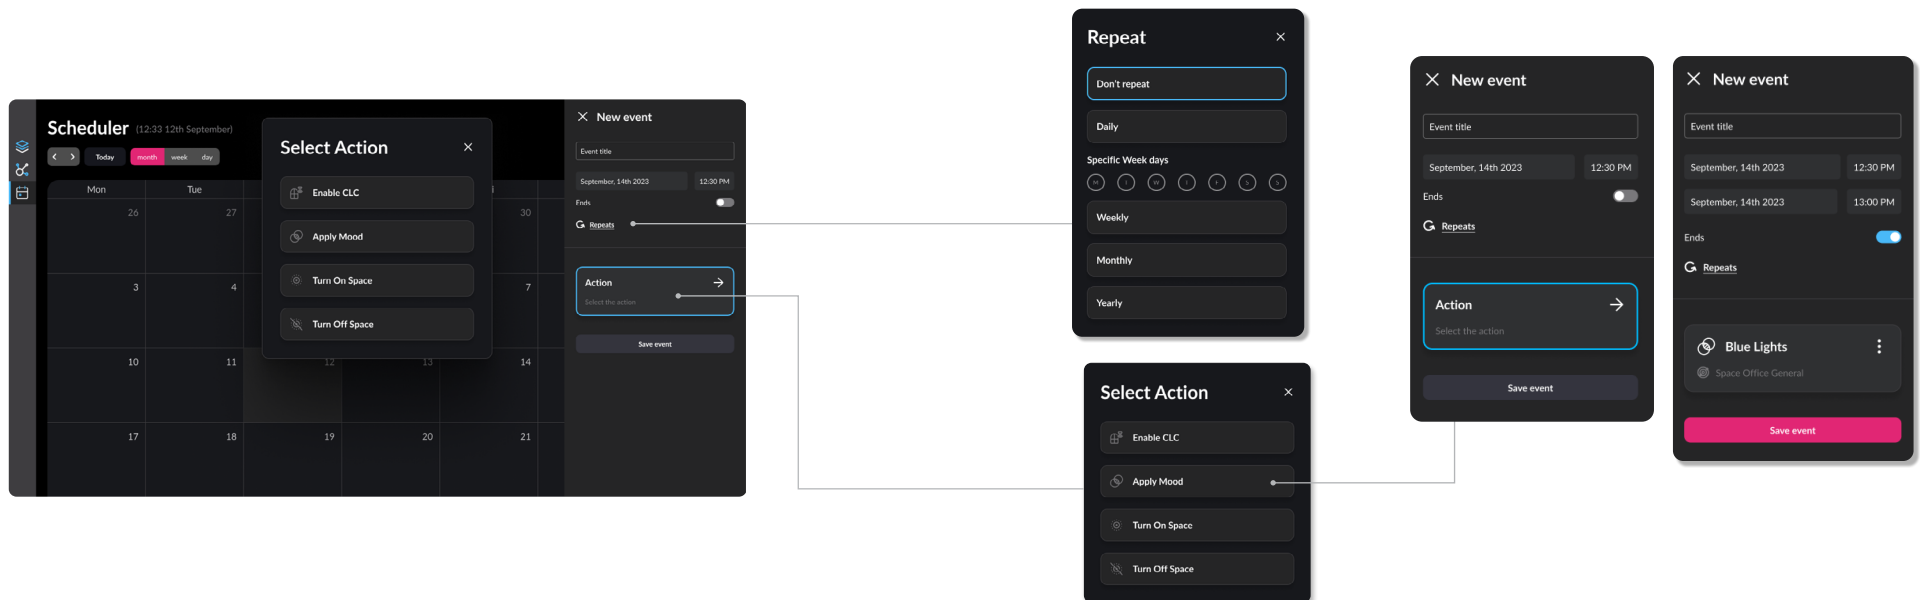 Scheduler (12:33 12th September)
Today month week day
Mon Tue
26 27 30
3 4 7
10 11 12 13 14
17 18 19 20 21
Select Action
Enable CLC
Apply Mood
Turn On Space
Turn Off Space
New event
Event title
September, 14th 2023 12:30 PM
Ends
Repeats
Action
Select the action
Save event
Repeat
Don't repeat
Daily
Specific Week days
M T W T F S S
Weekly
Monthly
Yearly
Select Action
Enable CLC
Apply Mood
Turn On Space
Turn Off Space
New event
Event title
September, 14th 2023 12:30 PM
Ends
Repeats
Action
Select the action
Save event
New event
Event title
September, 14th 2023 12:30 PM
September, 14th 2023 13:00 PM
Ends
Repeats
Blue Lights
Space Office General
Save event